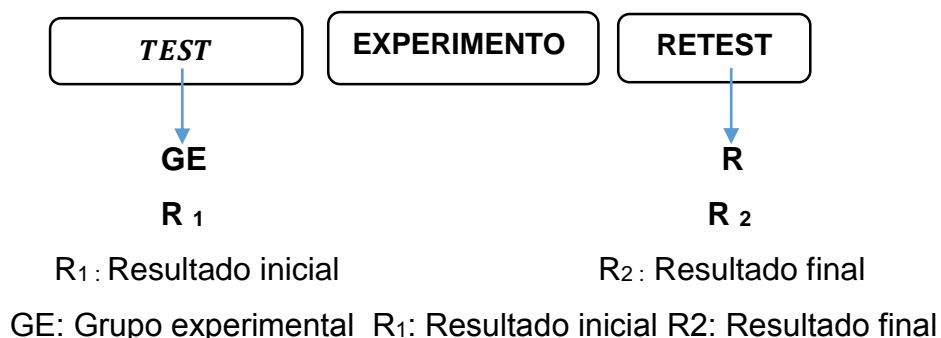 TEST EXPERIMENTO RETEST
GE R
R 1 R 2
R1 : Resultado inicial R2 : Resultado final
GE: Grupo experimental R1: Resultado inicial R2: Resultado final